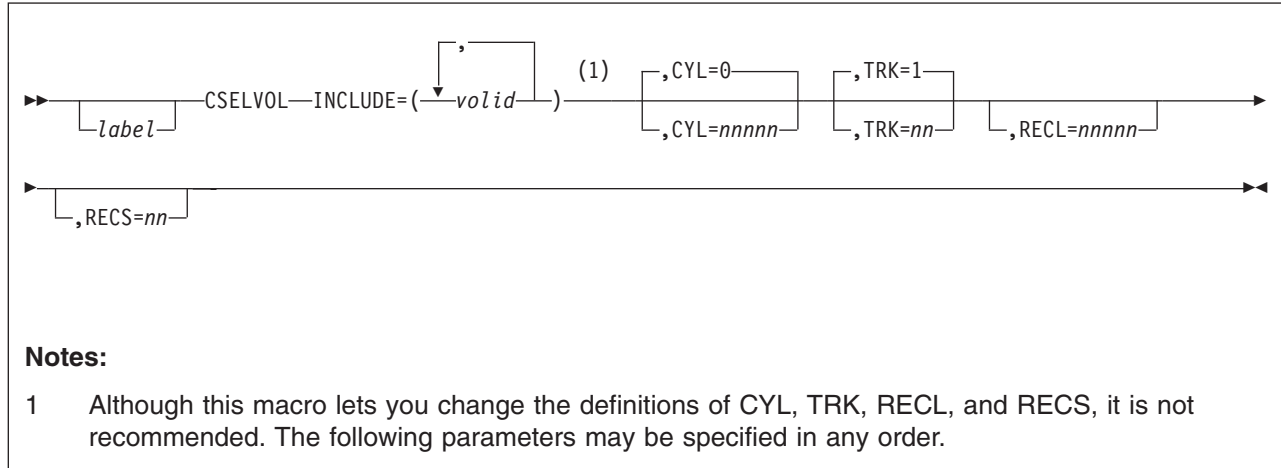 ,
(1) ,CYL=0 ,TRK=1
CSELVOL INCLUDE=( volid )
label ,CYL=nnnnn ,TRK=nn ,RECL=nnnnn
,RECS=nn
Notes:
1 Although this macro lets you change the definitions of CYL, TRK, RECL, and RECS, it is not
recommended. The following parameters may be specified in any order.